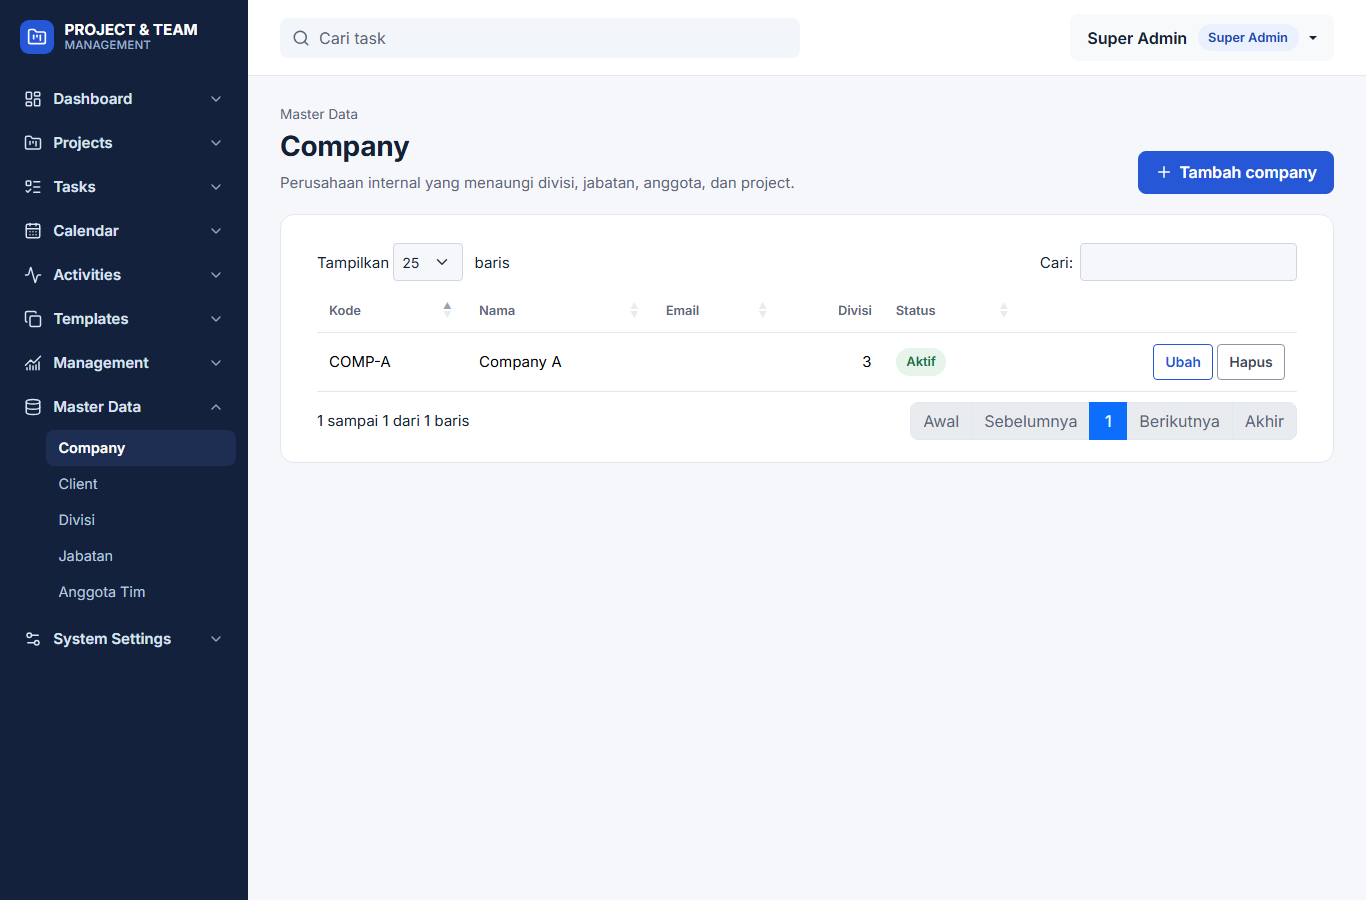 PROJECT & TEAM
MANAGEMENT
Cari task
Super Admin Super Admin
Dashboard
Projects
Tasks
Calendar
Activities
Templates
Management
Master Data
Company
Client
Divisi
Jabatan
Anggota Tim
System Settings
Master Data
Company
Perusahaan internal yang menaungi divisi, jabatan, anggota, dan project.
Tambah company
Tampilkan 25 baris
Cari:
Kode Nama Email Divisi Status
COMP-A Company A 3 Aktif Ubah Hapus
1 sampai 1 dari 1 baris
Awal Sebelumnya 1 Berikutnya Akhir